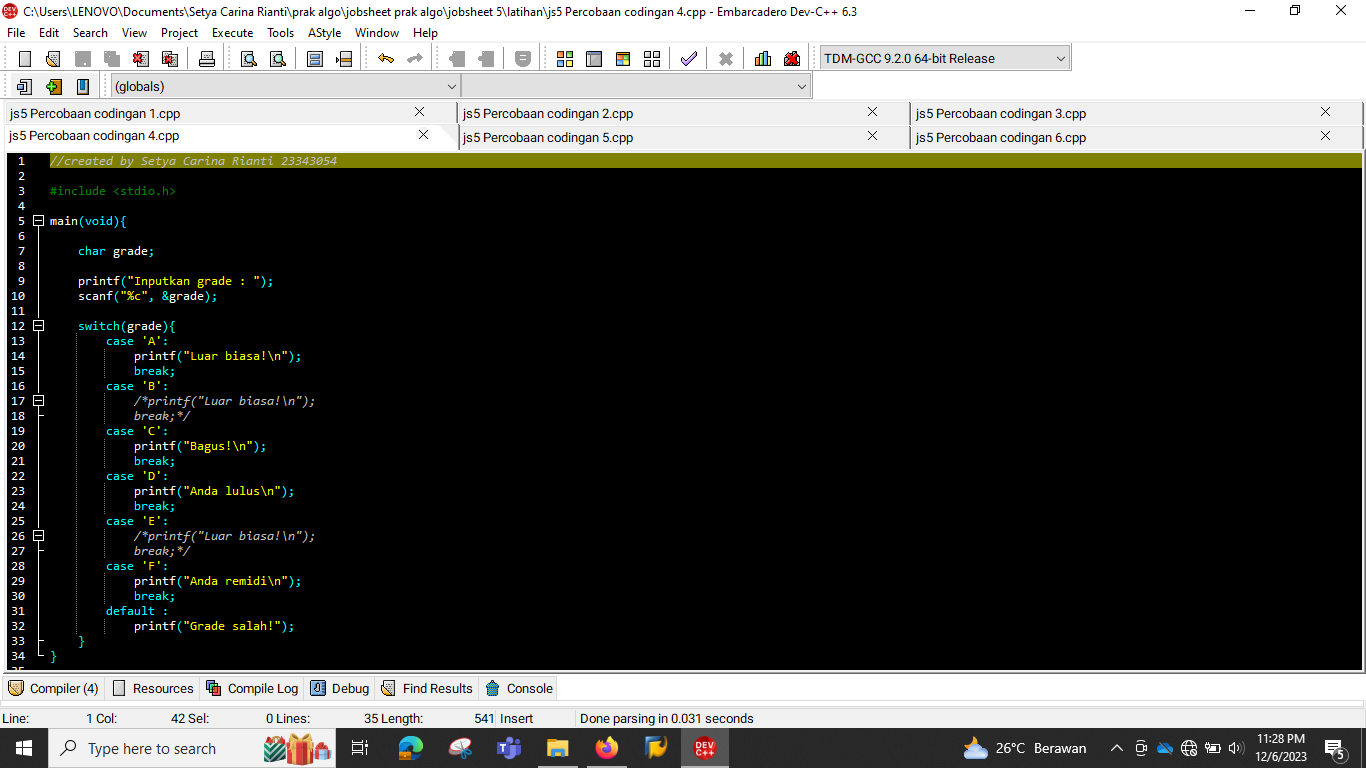 C:\Users\LENOVO\Documents\Setya Carina Rianti\prak algo\jobsheet prak algo\jobsheet 5\latihan\js5 Percobaan codingan 4.cpp - Embarcadero Dev-C++ 6.3
File Edit Search View Project Execute Tools AStyle Window Help
TDM-GCC 9.2.0 64-bit Release
(globals)
js5 Percobaan codingan 1.cpp js5 Percobaan codingan 2.cpp js5 Percobaan codingan 3.cpp
js5 Percobaan codingan 4.cpp js5 Percobaan codingan 5.cpp js5 Percobaan codingan 6.cpp
1 //created by Setya Carina Rianti 23343054
2
3 #include <stdio.h>
4
5 main(void){
6
7 char grade;
8
9 printf("Inputkan grade : ");
10 scanf("%c", &grade);
11
12 switch(grade){
13 case 'A':
14 printf("Luar biasa!\n");
15 break;
16 case 'B':
17 /*printf("Luar biasa!\n");
18 break;*/
19 case 'C':
20 printf("Bagus!\n");
21 break;
22 case 'D':
23 printf("Anda lulus\n");
24 break;
25 case 'E':
26 /*printf("Luar biasa!\n");
27 break;*/
28 case 'F':
29 printf("Anda remidi\n");
30 break;
31 default :
32 printf("Grade salah!");
33 }
34 }
35
Compiler (4) Resources Compile Log Debug Find Results Console
Line: 1 Col: 42 Sel: 0 Lines: 35 Length: 541 Insert Done parsing in 0.031 seconds
Type here to search DEV C++ 26°C Berawan 11:28 PM
12/6/2023 5